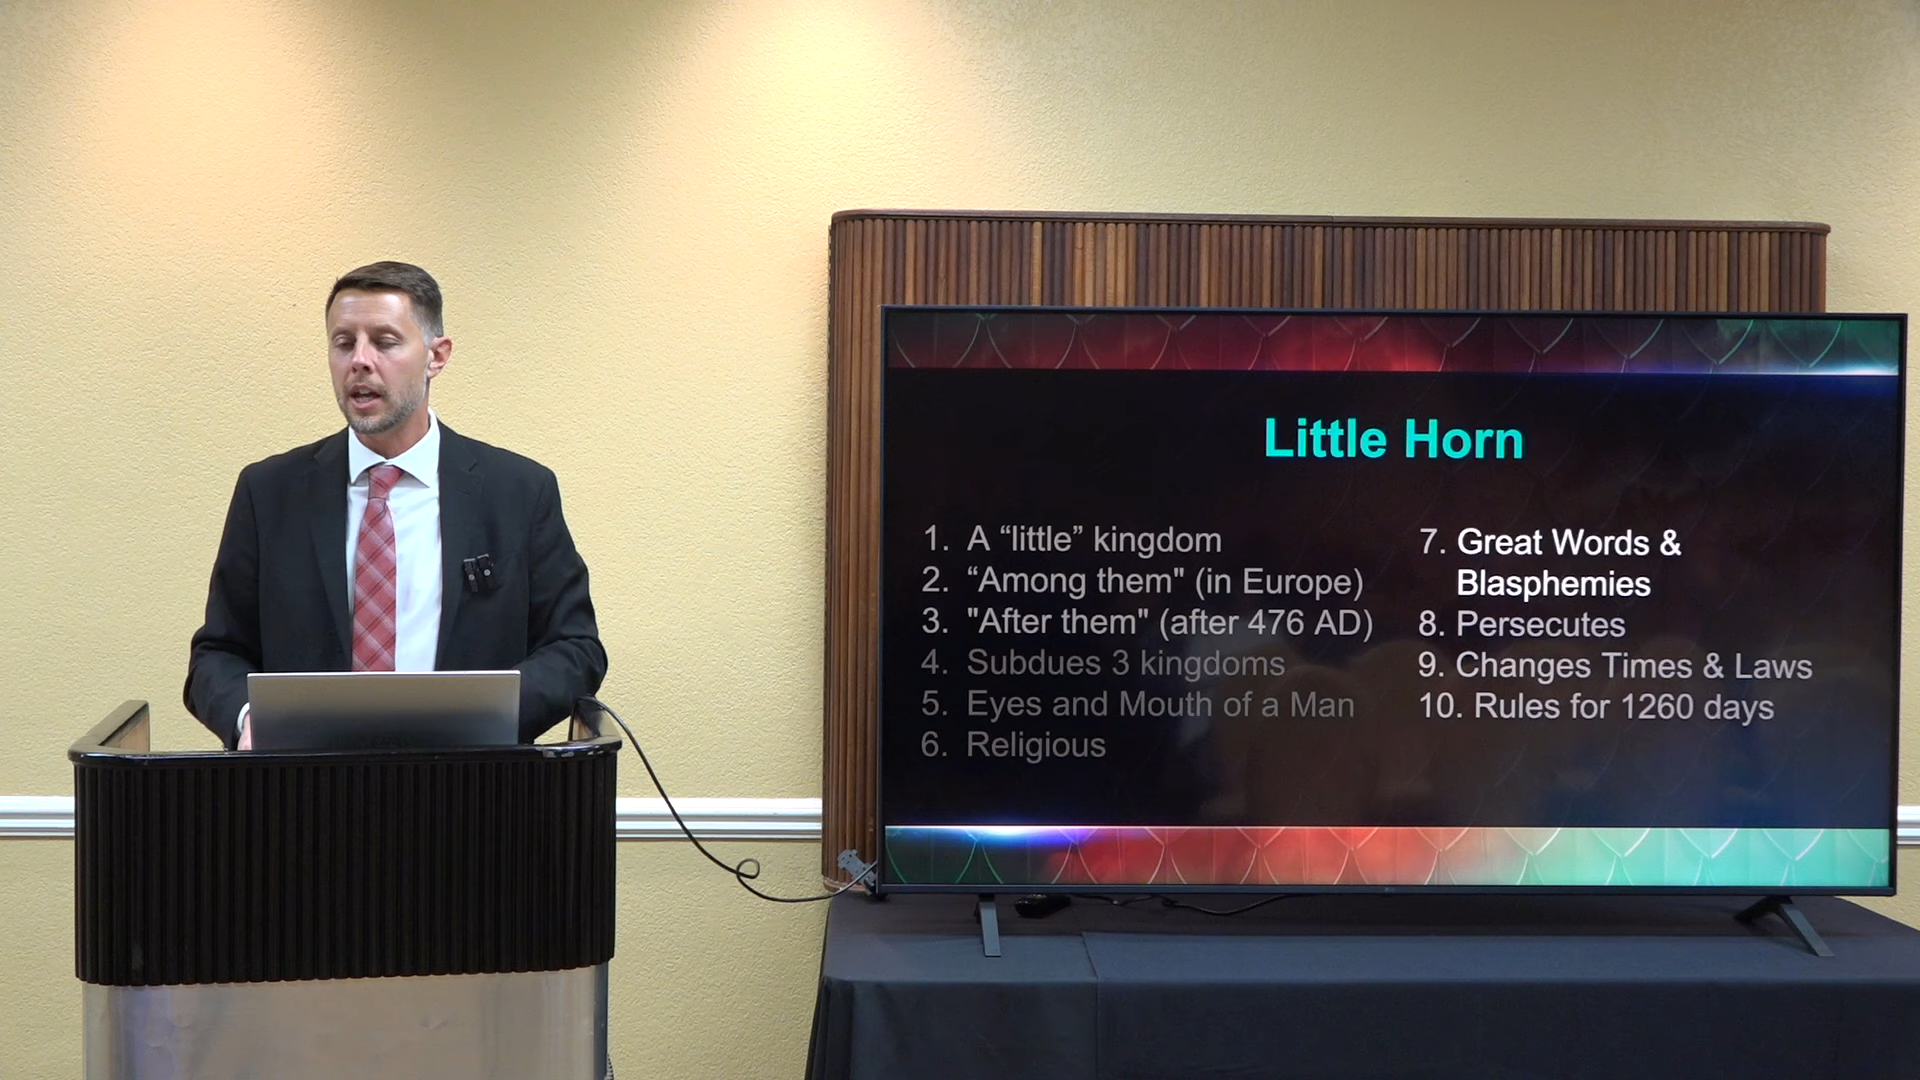 Little Horn
1. A “little” kingdom
2. “Among them" (in Europe)
3. "After them" (after 476 AD)
4. Subdues 3 kingdoms
5. Eyes and Mouth of a Man
6. Religious
7. Great Words &
Blasphemies
8. Persecutes
9. Changes Times & Laws
10. Rules for 1260 days